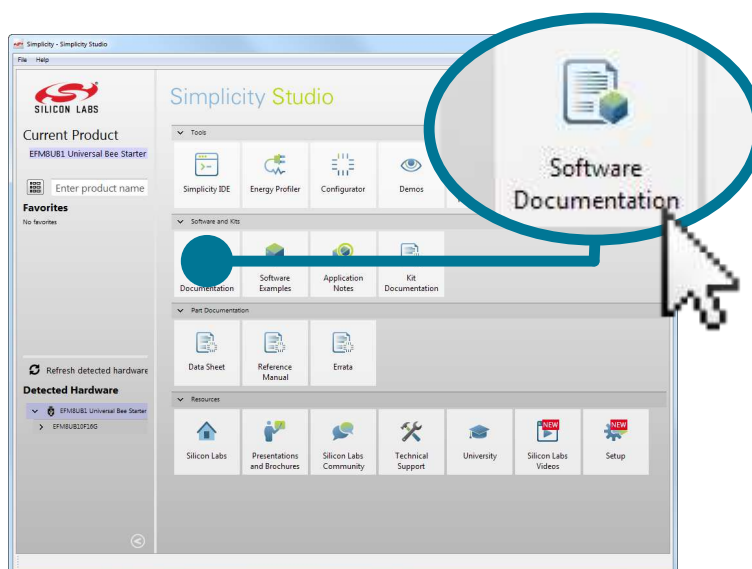 Simplicity - Simplicity Studio
File Help
SILICON LABS
Current Product
EFM8UB1 Universal Bee Starter
Enter product name
Favorites
No favorites
Refresh detected hardware
Detected Hardware
EFM8UB1 Universal Bee Starter
EFM8UB10F16G
Simplicity Studio
Tools
Simplicity IDE
Energy Profiler
Configurator
Demos
Software and Kits
Documentation
Software
Examples
Application
Notes
Kit
Documentation
Part Documentation
Data Sheet
Reference
Manual
Errata
Resources
Silicon Labs
Presentations
and Brochures
Silicon Labs
Community
Technical
Support
University
NEW
Silicon Labs
Videos
NEW
Setup
Software
Documentation